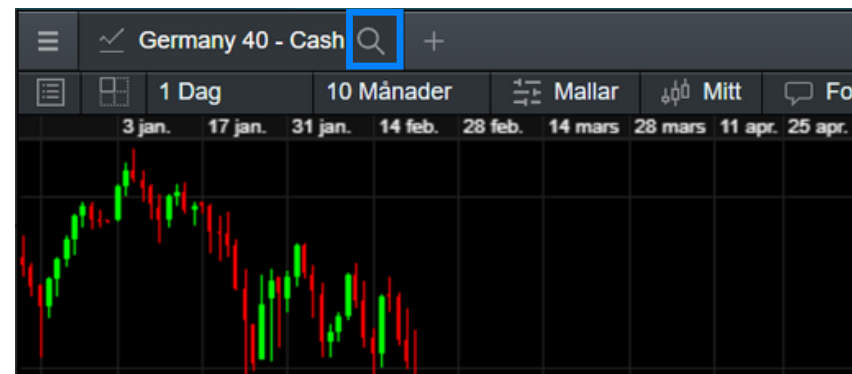 Germany 40 - Cash
1 Dag 10 Månader Mallar Mitt Fo
3 jan. 17 jan. 31 jan. 14 feb. 28 feb. 14 mars 28 mars 11 apr. 25 apr.